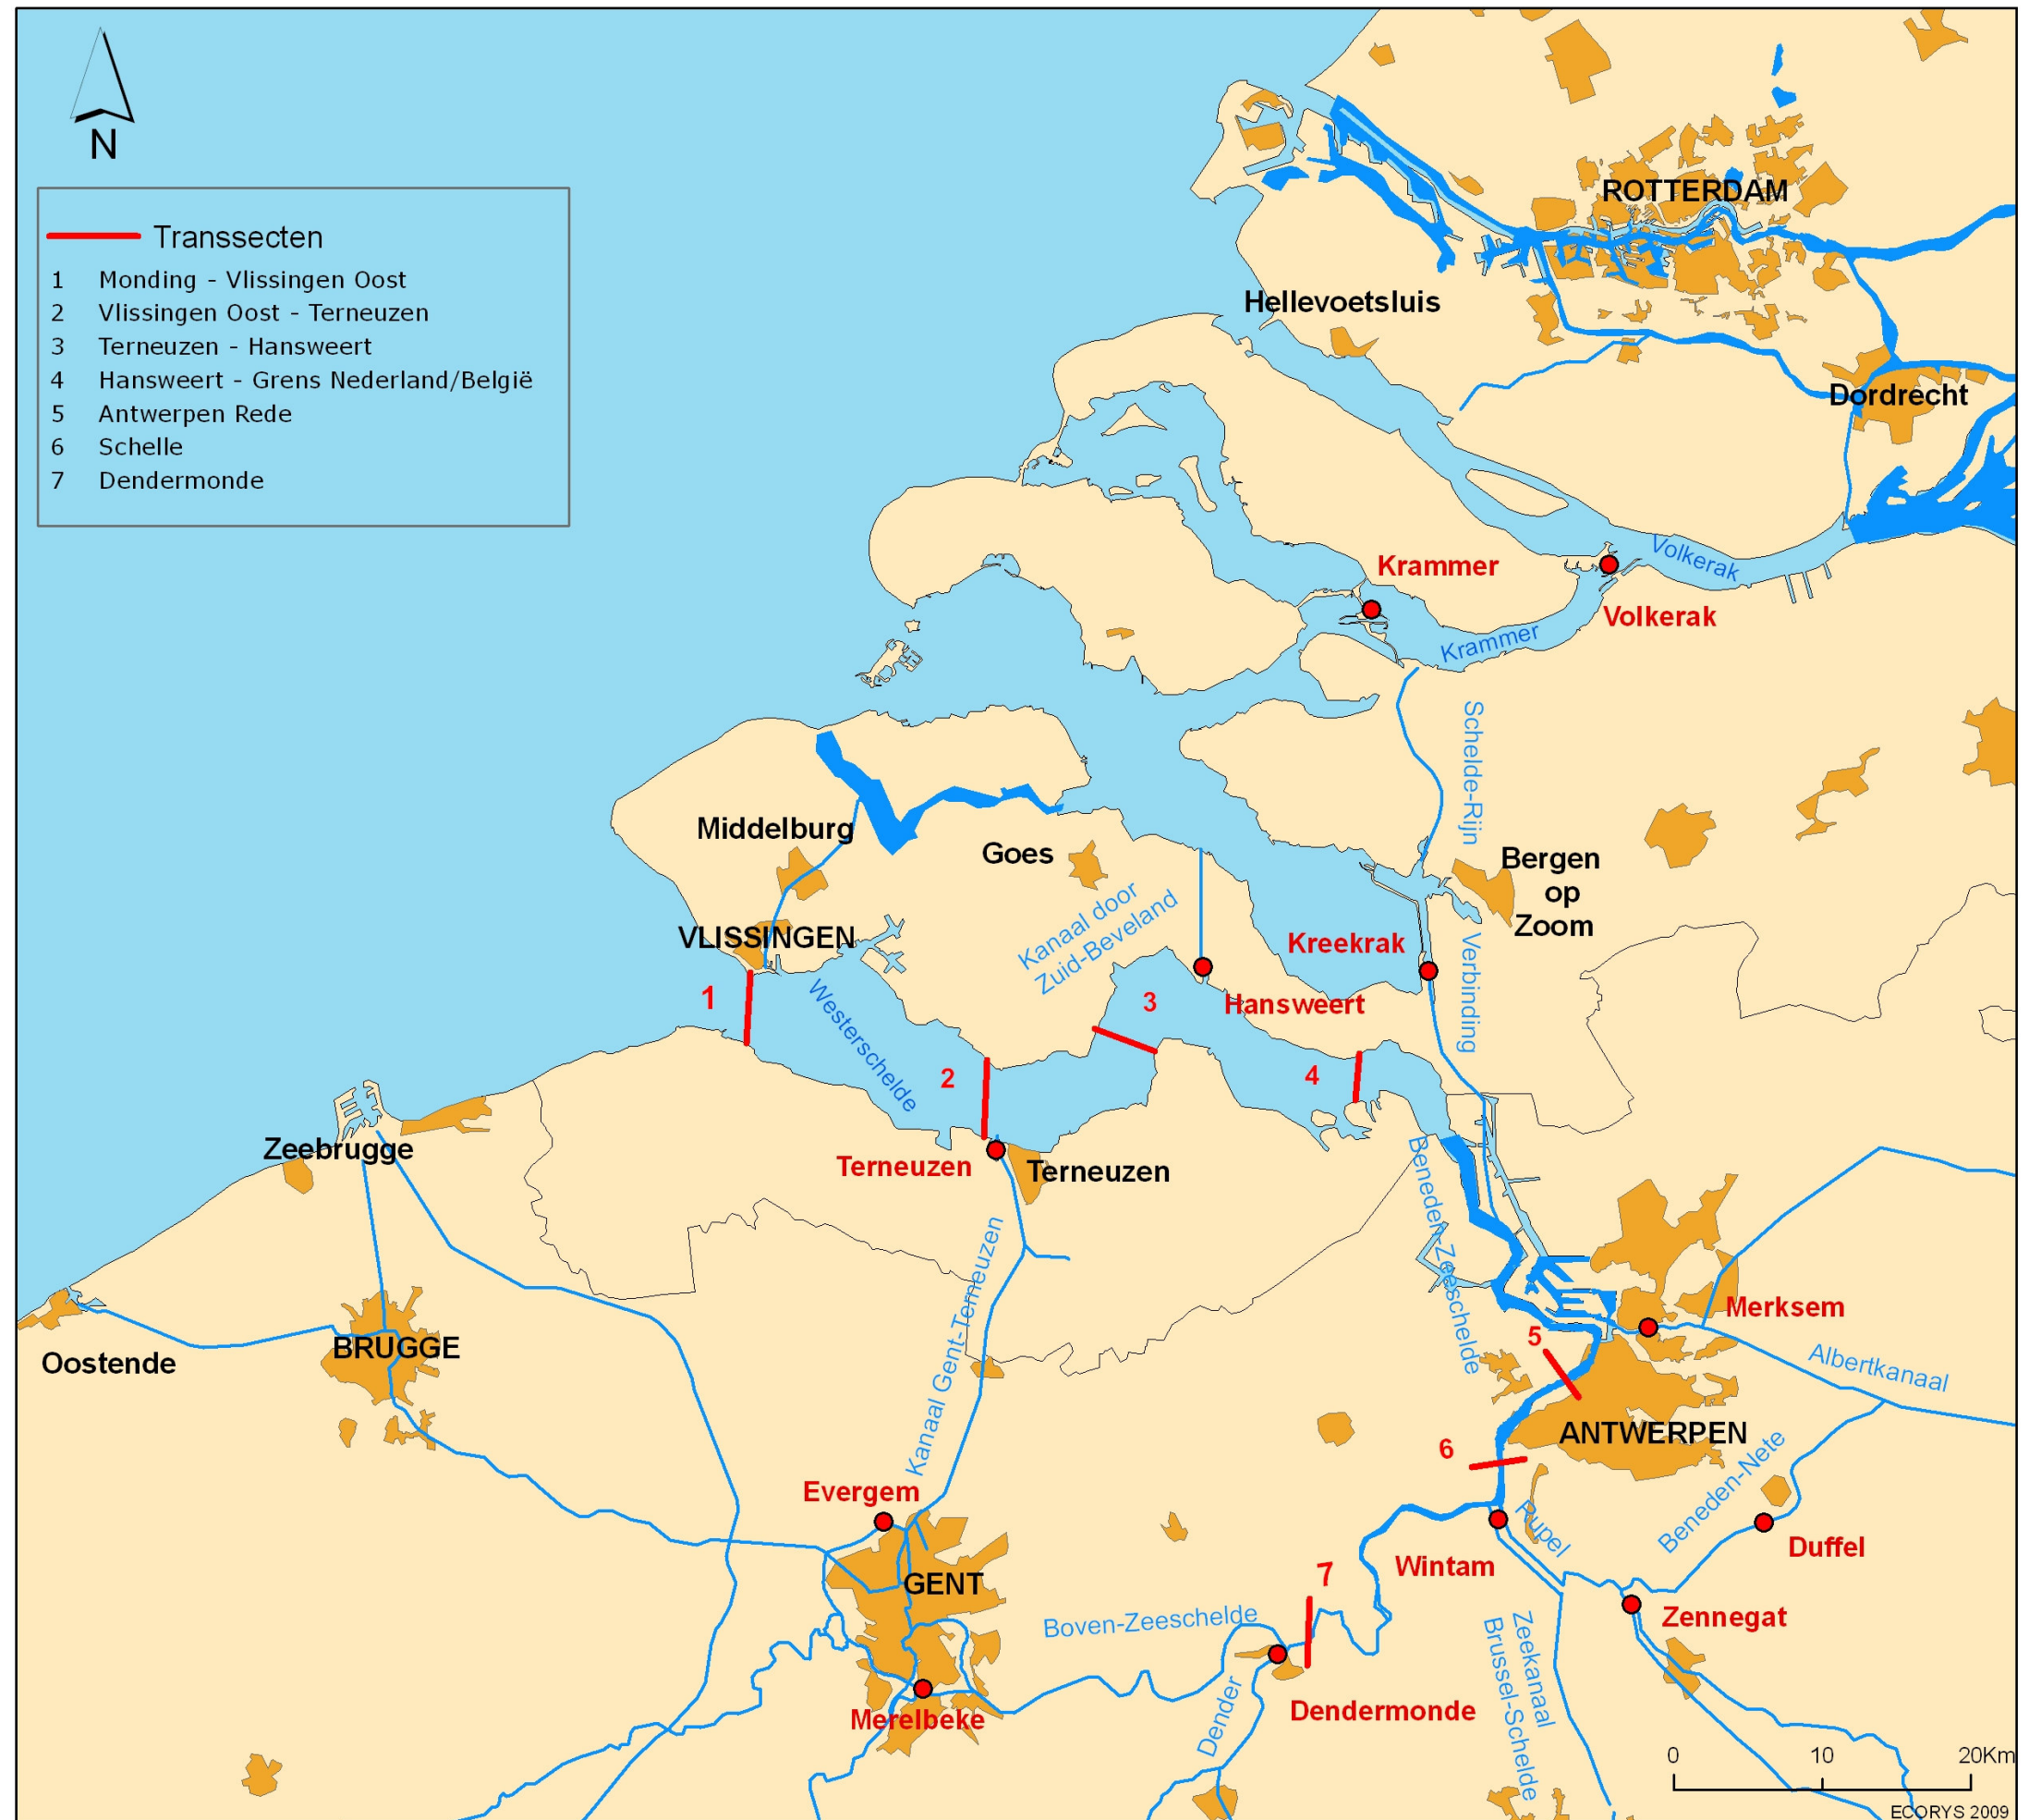 N
Transsecten
1 Monding - Vlissingen Oost
2 Vlissingen Oost - Terneuzen
3 Terneuzen - Hansweert
4 Hansweert - Grens Nederland/België
5 Antwerpen Rede
6 Schelle
7 Dendermonde
ROTTERDAM
Hellevoetsluis
Dordrecht
Krammer
Volkerak
Volkerak
Krammer
Schelde-Rijn
Verbinding
Middelburg
Goes
Bergen
op
Zoom
VLISSINGEN
Kanaal door
Zuid-Beveland
Kreekrak
Hansweert
1
Westerschelde
2
3
4
Zeebrugge
Terneuzen
Terneuzen
Beneden-Zeeschelde
Kanaal Gent-Terneuzen
Merksem
5
Albertkanaal
Oostende
BRUGGE
ANTWERPEN
6
Beneden-Nete
Evergem
Rupel
Duffel
GENT
Wintam
7
Boven-Zeeschelde
Zennegat
Zeekanaal
Brussel-Schelde
Dender
Dendermonde
Merelbeke
0 10 20Km
ECORYS 2009